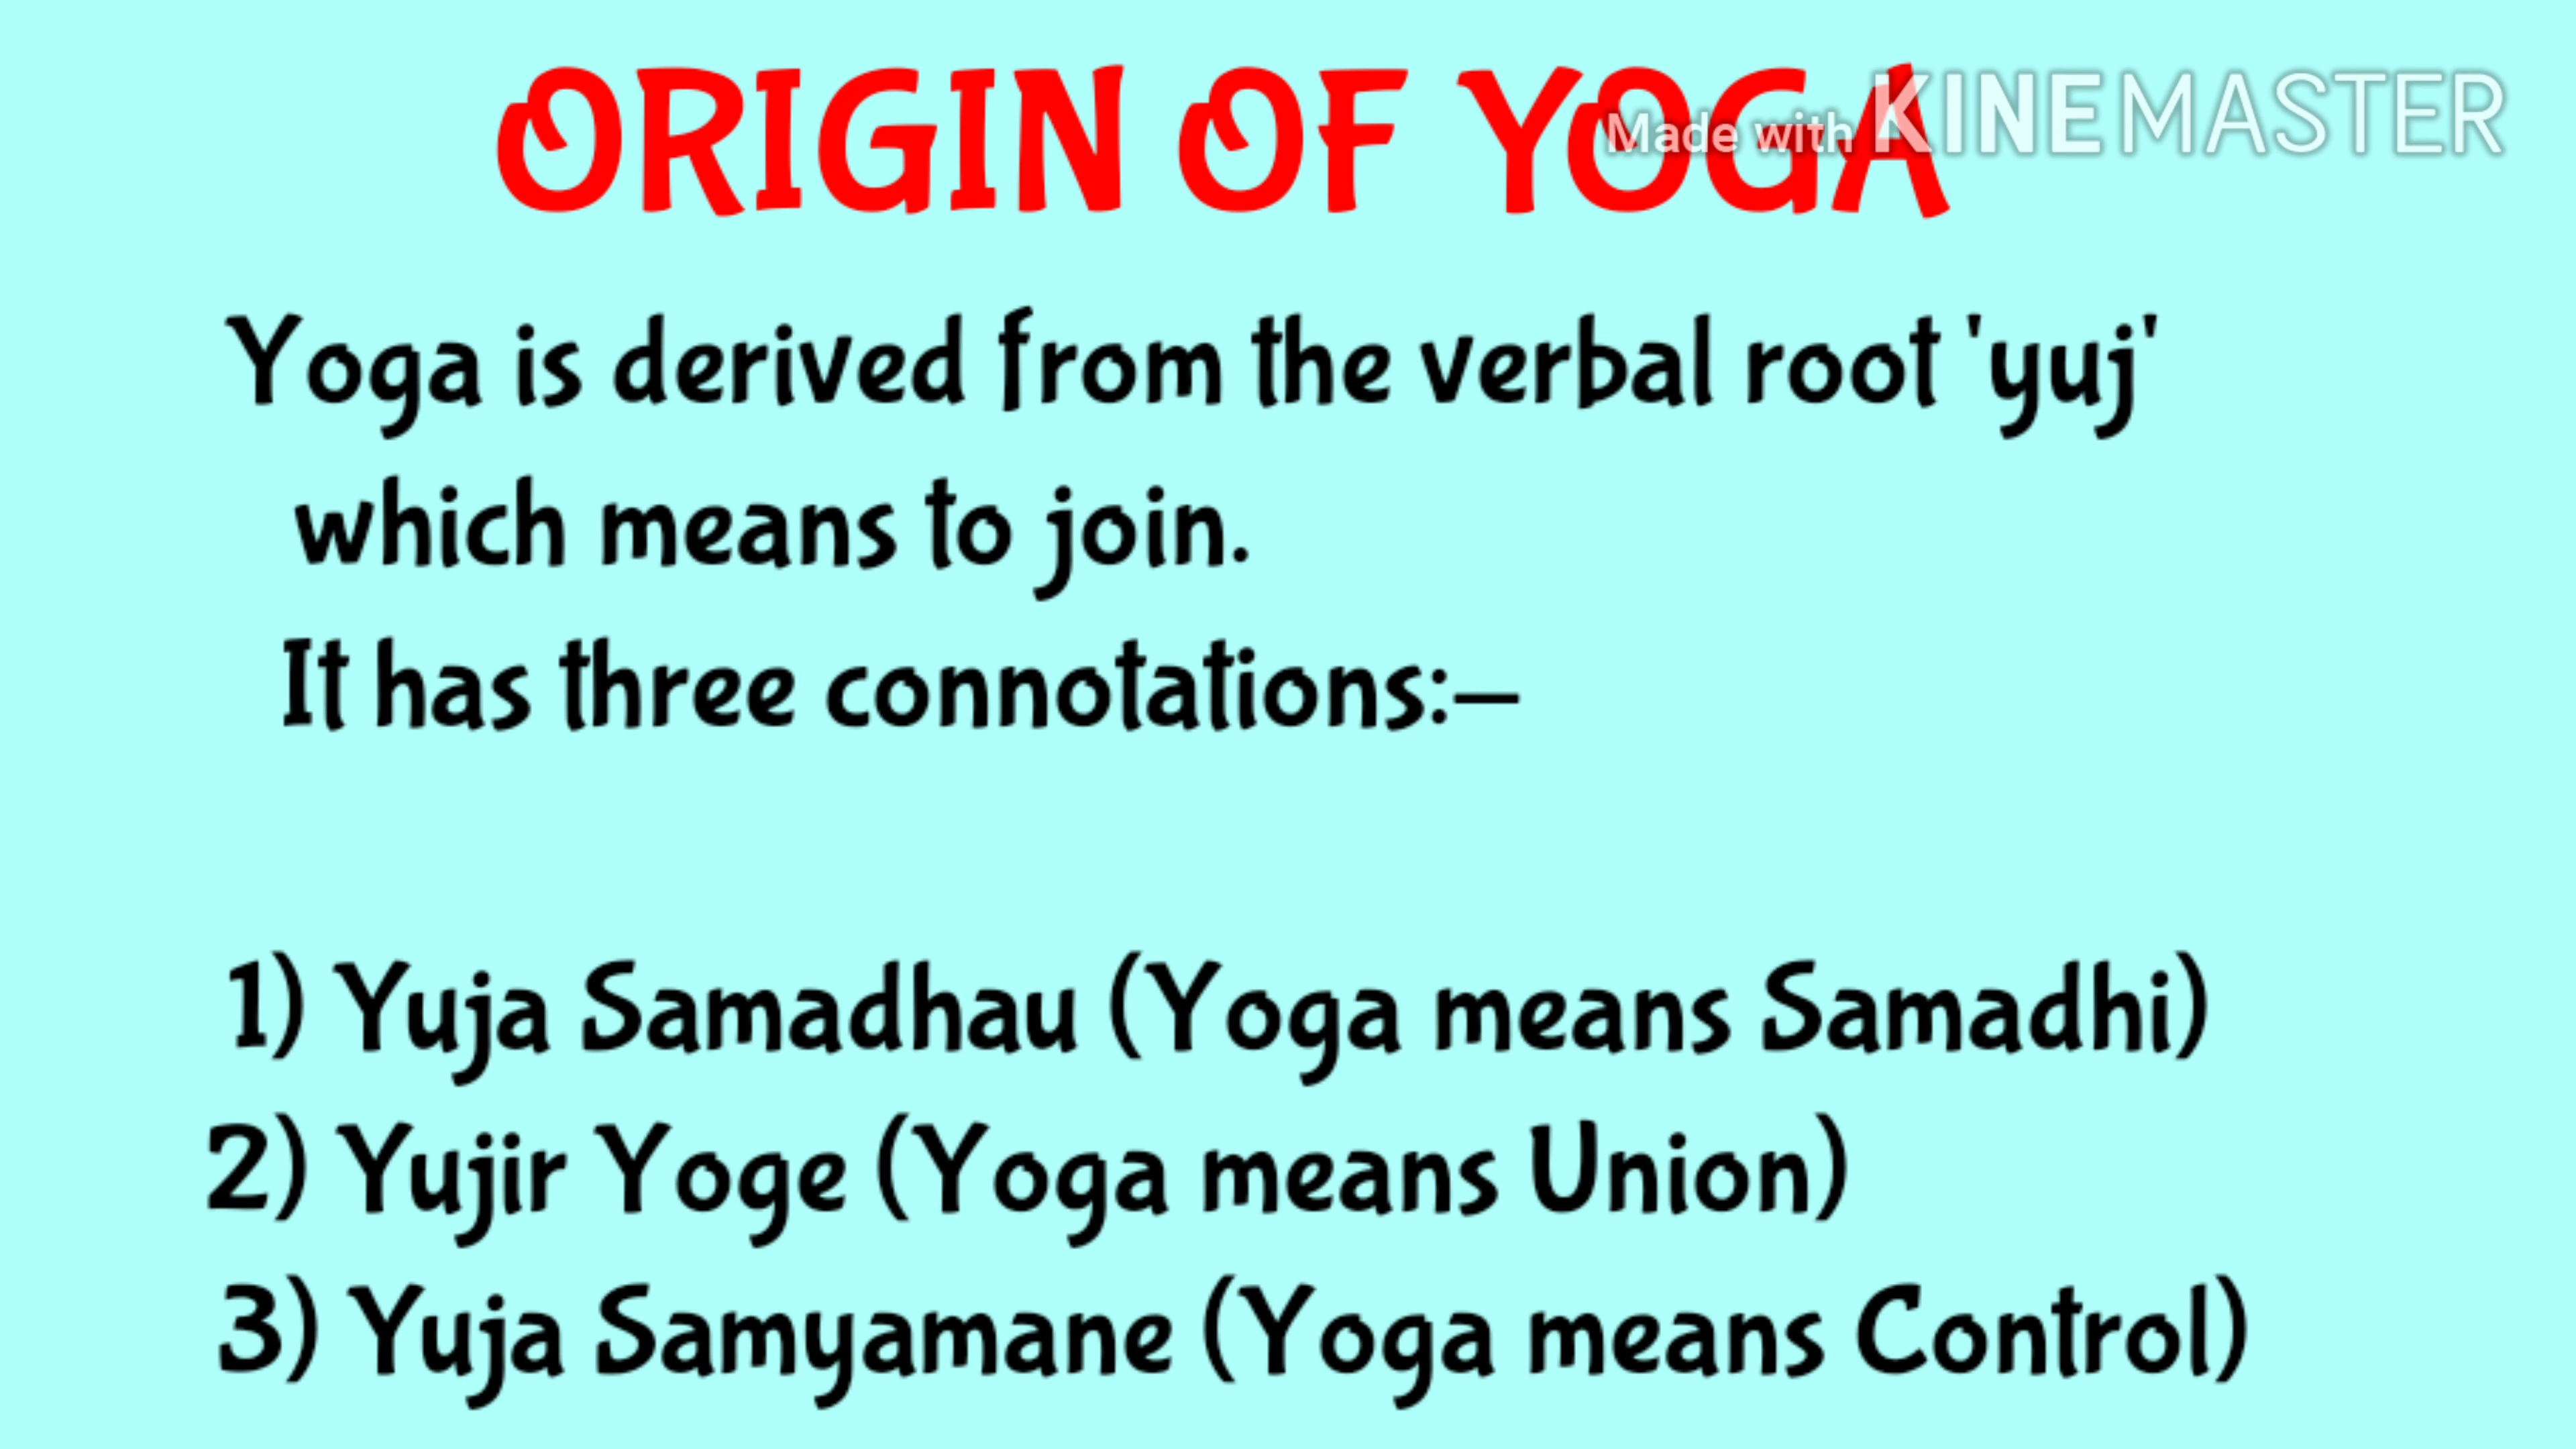 ORIGIN OF YOGA
Made with KINEMASTER
Yoga is derived from the verbal root 'yuj'
which means to join.
It has three connotations:–
1) Yuja Samadhau (Yoga means Samadhi)
2) Yujir Yoge (Yoga means Union)
3) Yuja Samyamane (Yoga means Control)